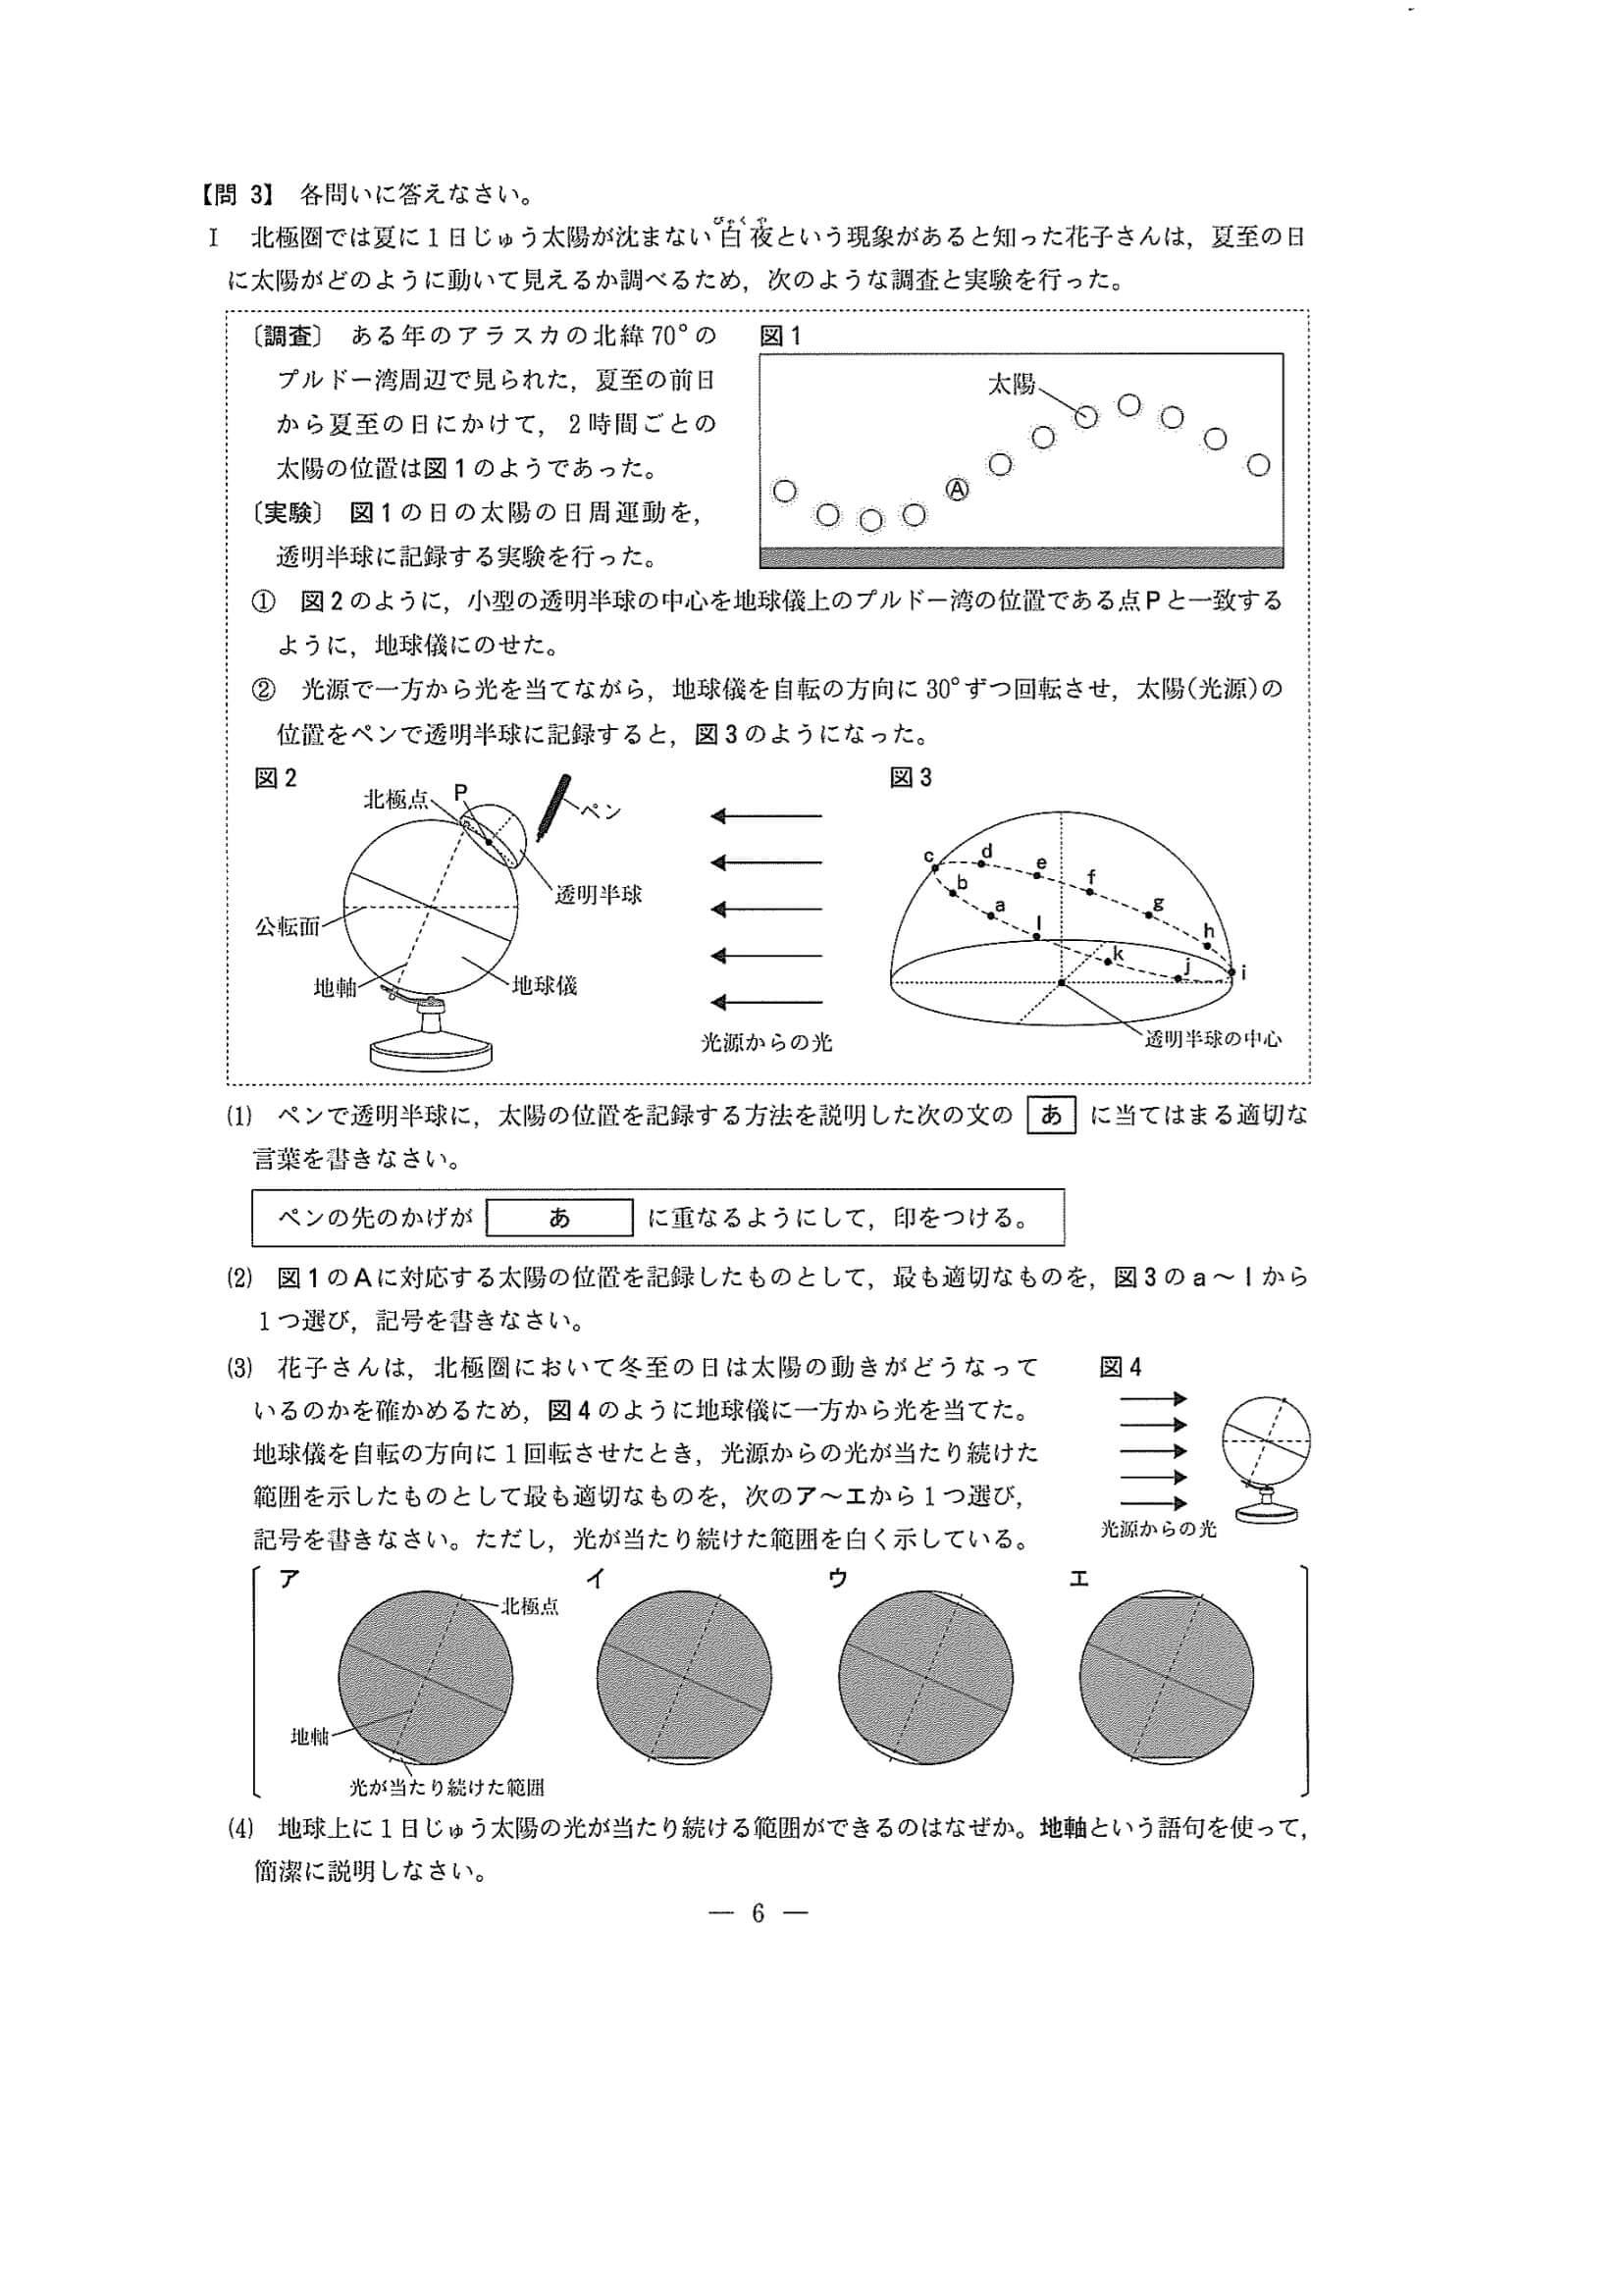 【問 3】 各問いに答えなさい。
びゃく や
Ⅰ 北極圏では夏に1日じゅう太陽が沈まない白夜という現象があると知った花子さんは，夏至の日
に太陽がどのように動いて見えるか調べるため，次のような調査と実験を行った。
〔調査〕 ある年のアラスカの北緯70°の
プルドー湾周辺で見られた，夏至の前日
から夏至の日にかけて，2時間ごとの
太陽の位置は図1のようであった。
〔実験〕 図1の日の太陽の日周運動を，
透明半球に記録する実験を行った。
図1
太陽
A
① 図2のように，小型の透明半球の中心を地球儀上のプルドー湾の位置である点Pと一致する
ように，地球儀にのせた。
② 光源で一方から光を当てながら，地球儀を自転の方向に30°ずつ回転させ，太陽(光源)の
位置をペンで透明半球に記録すると，図3のようになった。
図2
北極点
P
ペン
透明半球
公転面
地軸
地球儀
光源からの光
図3
c
d
e
f
b
a
g
l
h
k
j
i
透明半球の中心
(1) ペンで透明半球に，太陽の位置を記録する方法を説明した次の文の あ に当てはまる適切な
言葉を書きなさい。
ペンの先のかげが あ に重なるようにして，印をつける。
(2) 図1のAに対応する太陽の位置を記録したものとして，最も適切なものを，図3のa～lから
1つ選び，記号を書きなさい。
(3) 花子さんは，北極圏において冬至の日は太陽の動きがどうなって
いるのかを確かめるため，図4のように地球儀に一方から光を当てた。
地球儀を自転の方向に1回転させたとき，光源からの光が当たり続けた
範囲を示したものとして最も適切なものを，次のア～エから1つ選び，
記号を書きなさい。ただし，光が当たり続けた範囲を白く示している。
図4
光源からの光
ア
北極点
地軸
光が当たり続けた範囲
イ
ウ
エ
(4) 地球上に1日じゅう太陽の光が当たり続ける範囲ができるのはなぜか。地軸という語句を使って，
簡潔に説明しなさい。
― 6 ―